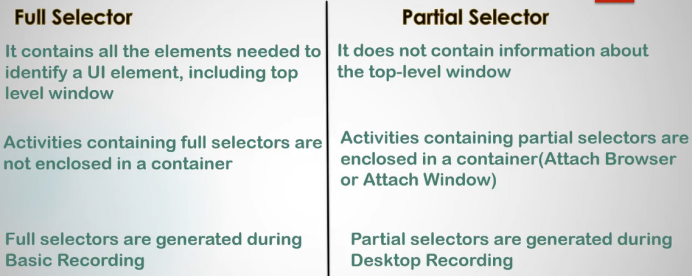 Full Selector
Partial Selector
It contains all the elements needed to
identify a UI element, including top
level window
It does not contain information about
the top-level window
Activities containing full selectors are
not enclosed in a container
Activities containing partial selectors are
enclosed in a container(Attach Browser
or Attach Window)
Full selectors are generated during
Basic Recording
Partial selectors are generated during
Desktop Recording